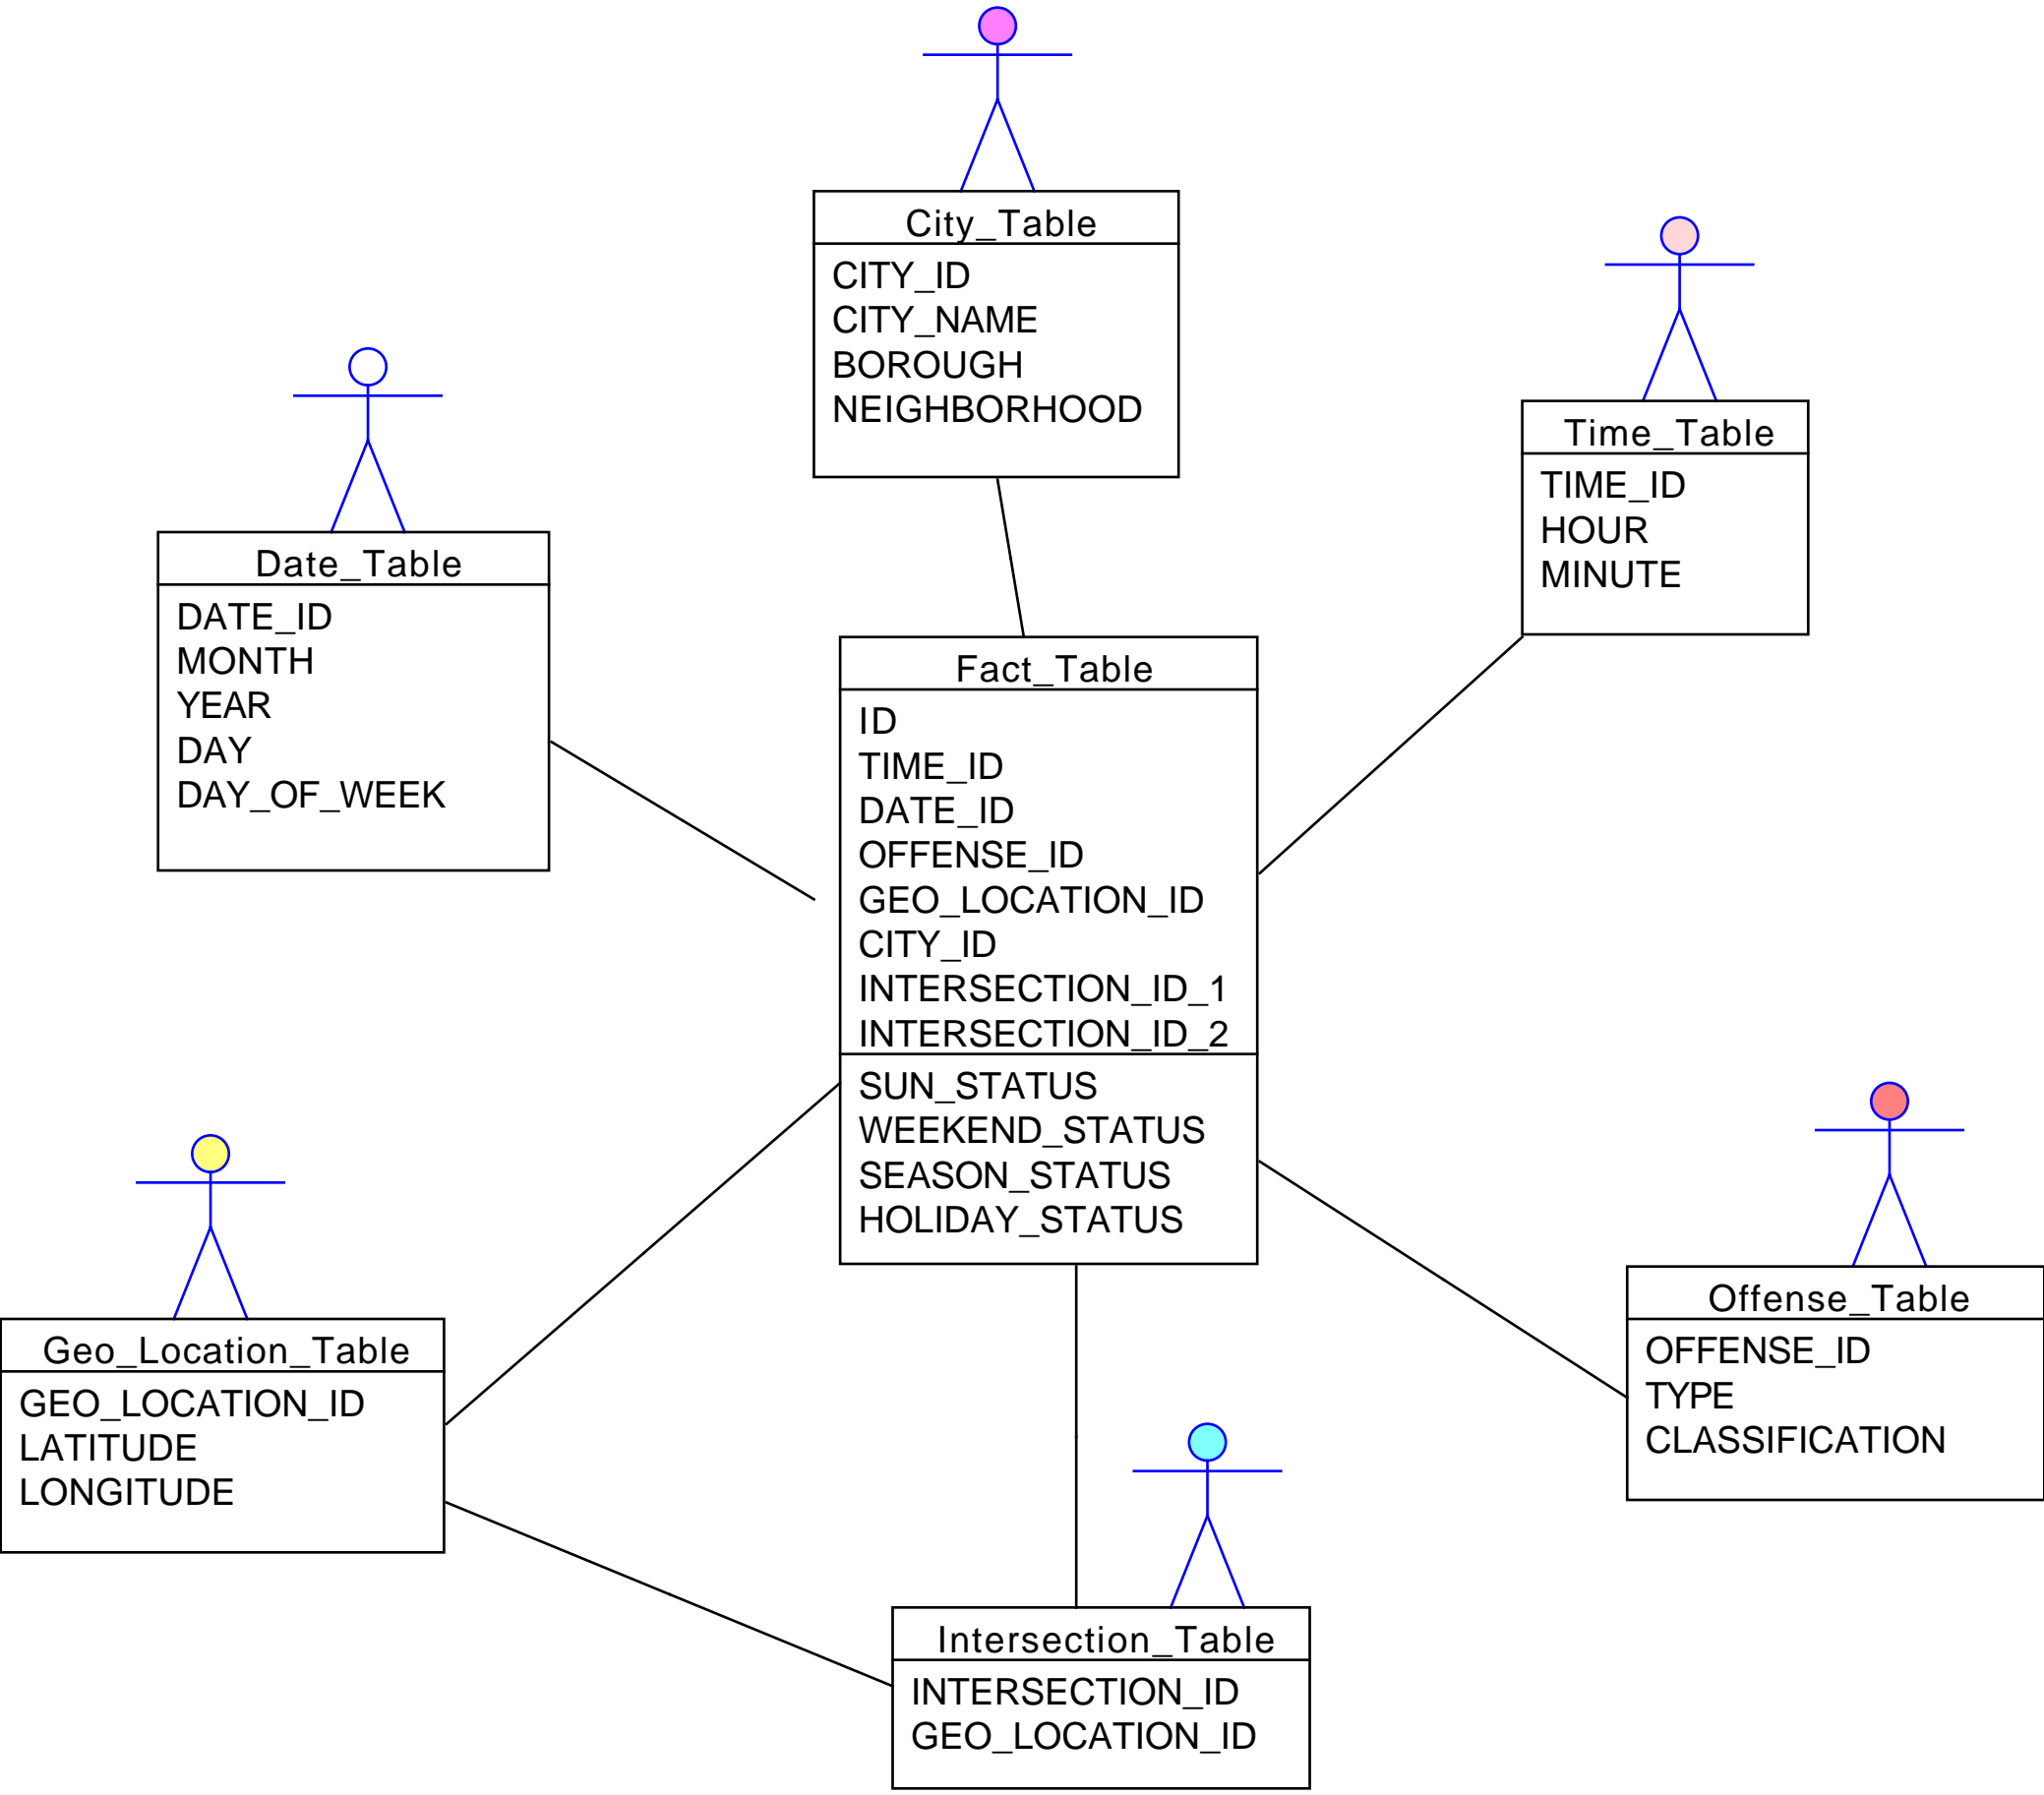 City_Table
CITY_ID
CITY_NAME
BOROUGH
NEIGHBORHOOD
Time_Table
TIME_ID
HOUR
MINUTE
Date_Table
DATE_ID
MONTH
YEAR
DAY
DAY_OF_WEEK
Fact_Table
ID
TIME_ID
DATE_ID
OFFENSE_ID
GEO_LOCATION_ID
CITY_ID
INTERSECTION_ID_1
INTERSECTION_ID_2
SUN_STATUS
WEEKEND_STATUS
SEASON_STATUS
HOLIDAY_STATUS
Offense_Table
OFFENSE_ID
TYPE
CLASSIFICATION
Geo_Location_Table
GEO_LOCATION_ID
LATITUDE
LONGITUDE
Intersection_Table
INTERSECTION_ID
GEO_LOCATION_ID